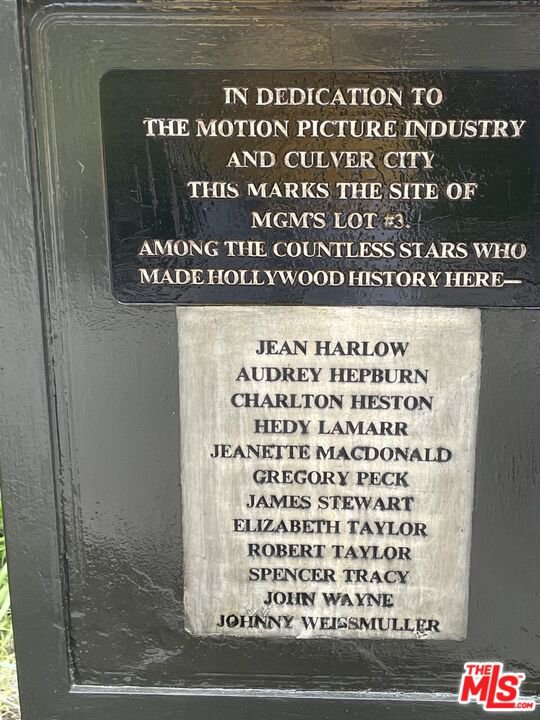 IN DEDICATION TO
THE MOTION PICTURE INDUSTRY
AND CULVER CITY
THIS MARKS THE SITE OF
MGM'S LOT #3.
AMONG THE COUNTLESS STARS WHO
MADE HOLLYWOOD HISTORY HERE—
JEAN HARLOW
AUDREY HEPBURN
CHARLTON HESTON
HEDY LAMARR
JEANETTE MACDONALD
GREGORY PECK
JAMES STEWART
ELIZABETH TAYLOR
ROBERT TAYLOR
SPENCER TRACY
JOHN WAYNE
JOHNNY WEISSMULLER
THE
MLS
.COM